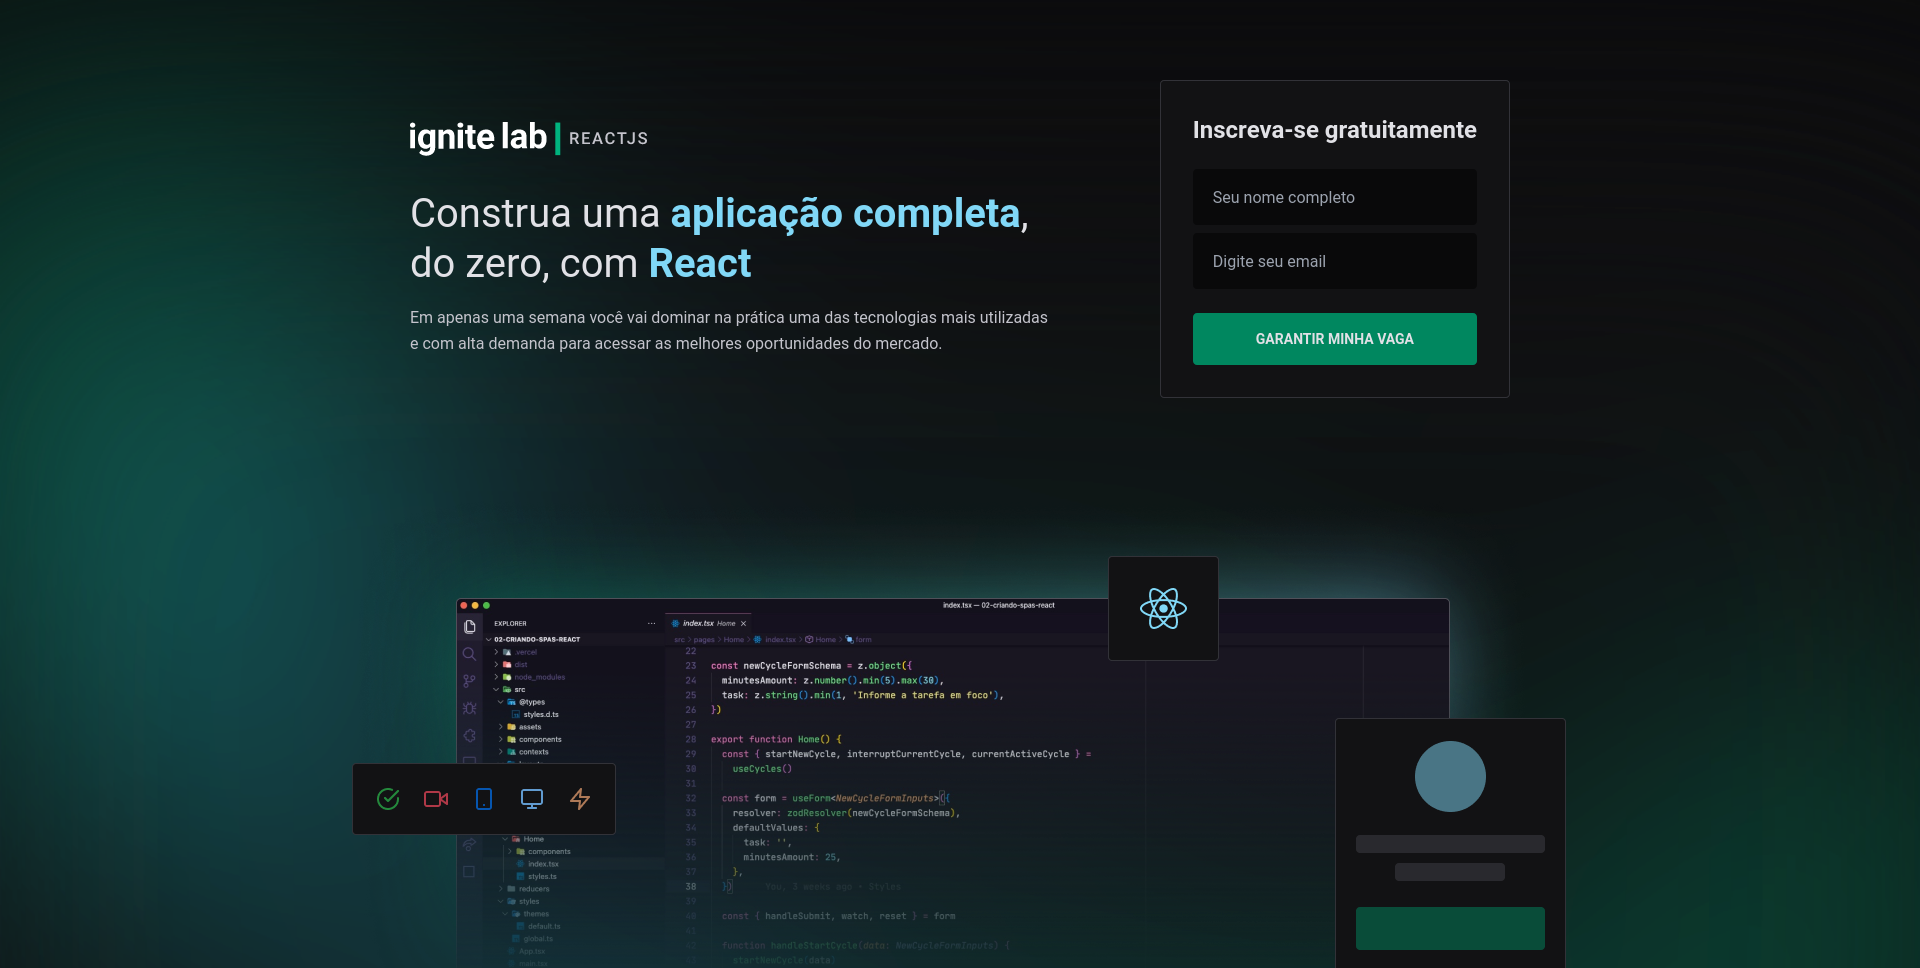 ignite lab | REACTJS
Construa uma aplicação completa,
do zero, com React
Em apenas uma semana você vai dominar na prática uma das tecnologias mais utilizadas
e com alta demanda para acessar as melhores oportunidades do mercado.
Inscreva-se gratuitamente
Seu nome completo
Digite seu email
GARANTIR MINHA VAGA
index.tsx — 02-criando-spas-react
EXPLORER
02-CRIANDO-SPAS-REACT
.vercel
dist
node_modules
src
@types
styles.d.ts
assets
components
contexts
Home
components
index.tsx
styles.ts
reducers
styles
themes
default.ts
global.ts
App.tsx
main.tsx
index.tsx Home
src > pages > Home > index.tsx > Home > form
22
23 const newCycleFormSchema = z.object({
24 minutesAmount: z.number().min(5).max(30),
25 task: z.string().min(1, 'Informe a tarefa em foco'),
26 })
27
28 export function Home() {
29 const { startNewCycle, interruptCurrentCycle, currentActiveCycle } =
30 useCycles()
31
32 const form = useForm<NewCycleFormInputs>({
33 resolver: zodResolver(newCycleFormSchema),
34 defaultValues: {
35 task: '',
36 minutesAmount: 25,
37 },
38 }) You, 3 weeks ago • Styles
39
40 const { handleSubmit, watch, reset } = form
41
42 function handleStartCycle(data: NewCycleFormInputs) {
43 startNewCycle(data)